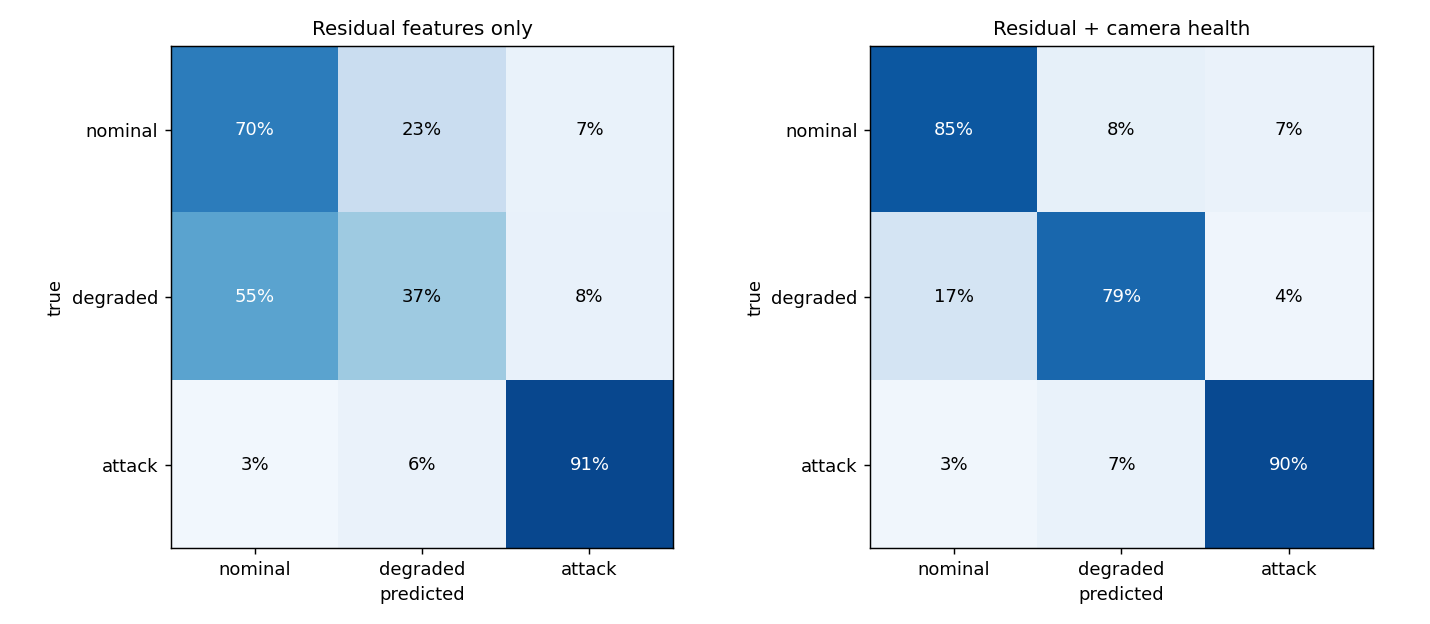 Residual features only
nominal 70% 23% 7%
true degraded 55% 37% 8%
attack 3% 6% 91%
nominal degraded attack
predicted
Residual + camera health
nominal 85% 8% 7%
true degraded 17% 79% 4%
attack 3% 7% 90%
nominal degraded attack
predicted